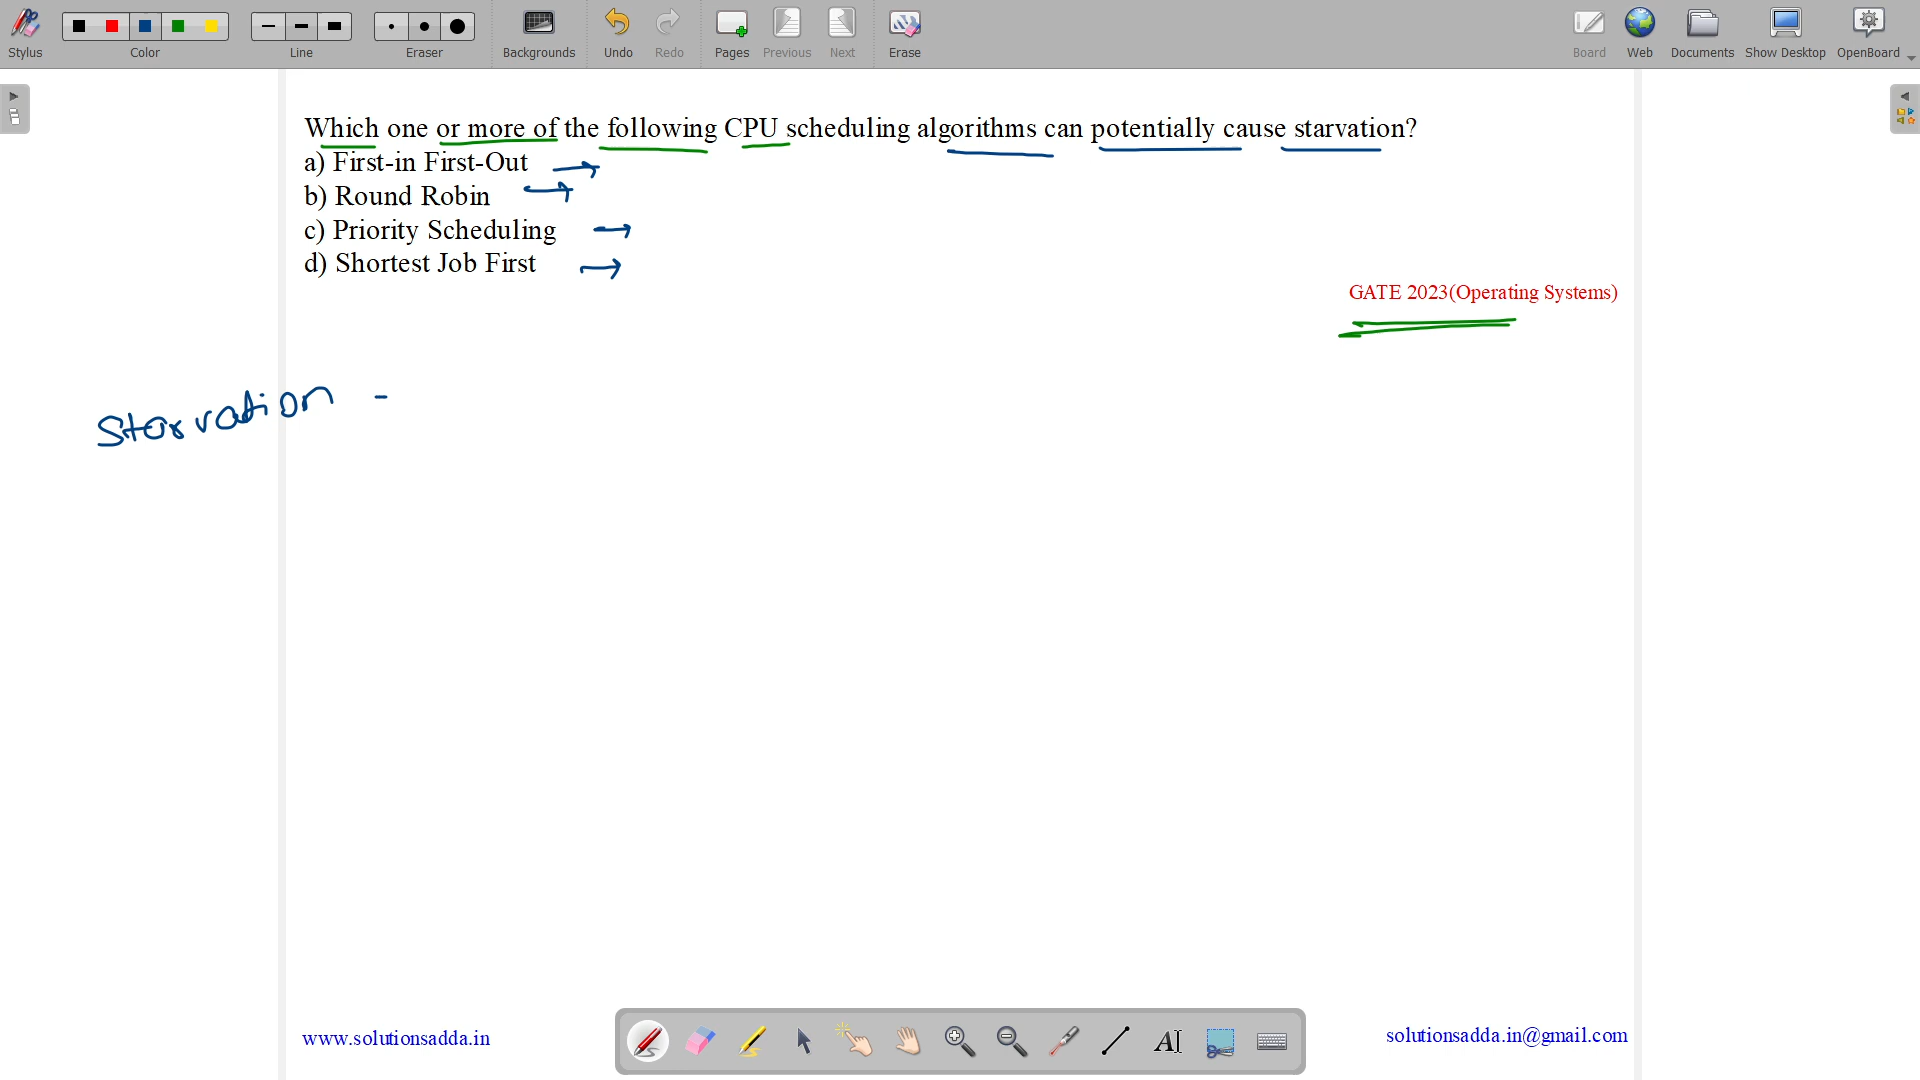 Stylus Color Line Eraser Backgrounds Undo Redo Pages Previous Next Erase Board Web Documents Show Desktop OpenBoard
Which one or more of the following CPU scheduling algorithms can potentially cause starvation?
a) First-in First-Out
b) Round Robin
c) Priority Scheduling
d) Shortest Job First
GATE 2023(Operating Systems)
Starvation -
www.solutionsadda.in
solutionsadda.in@gmail.com